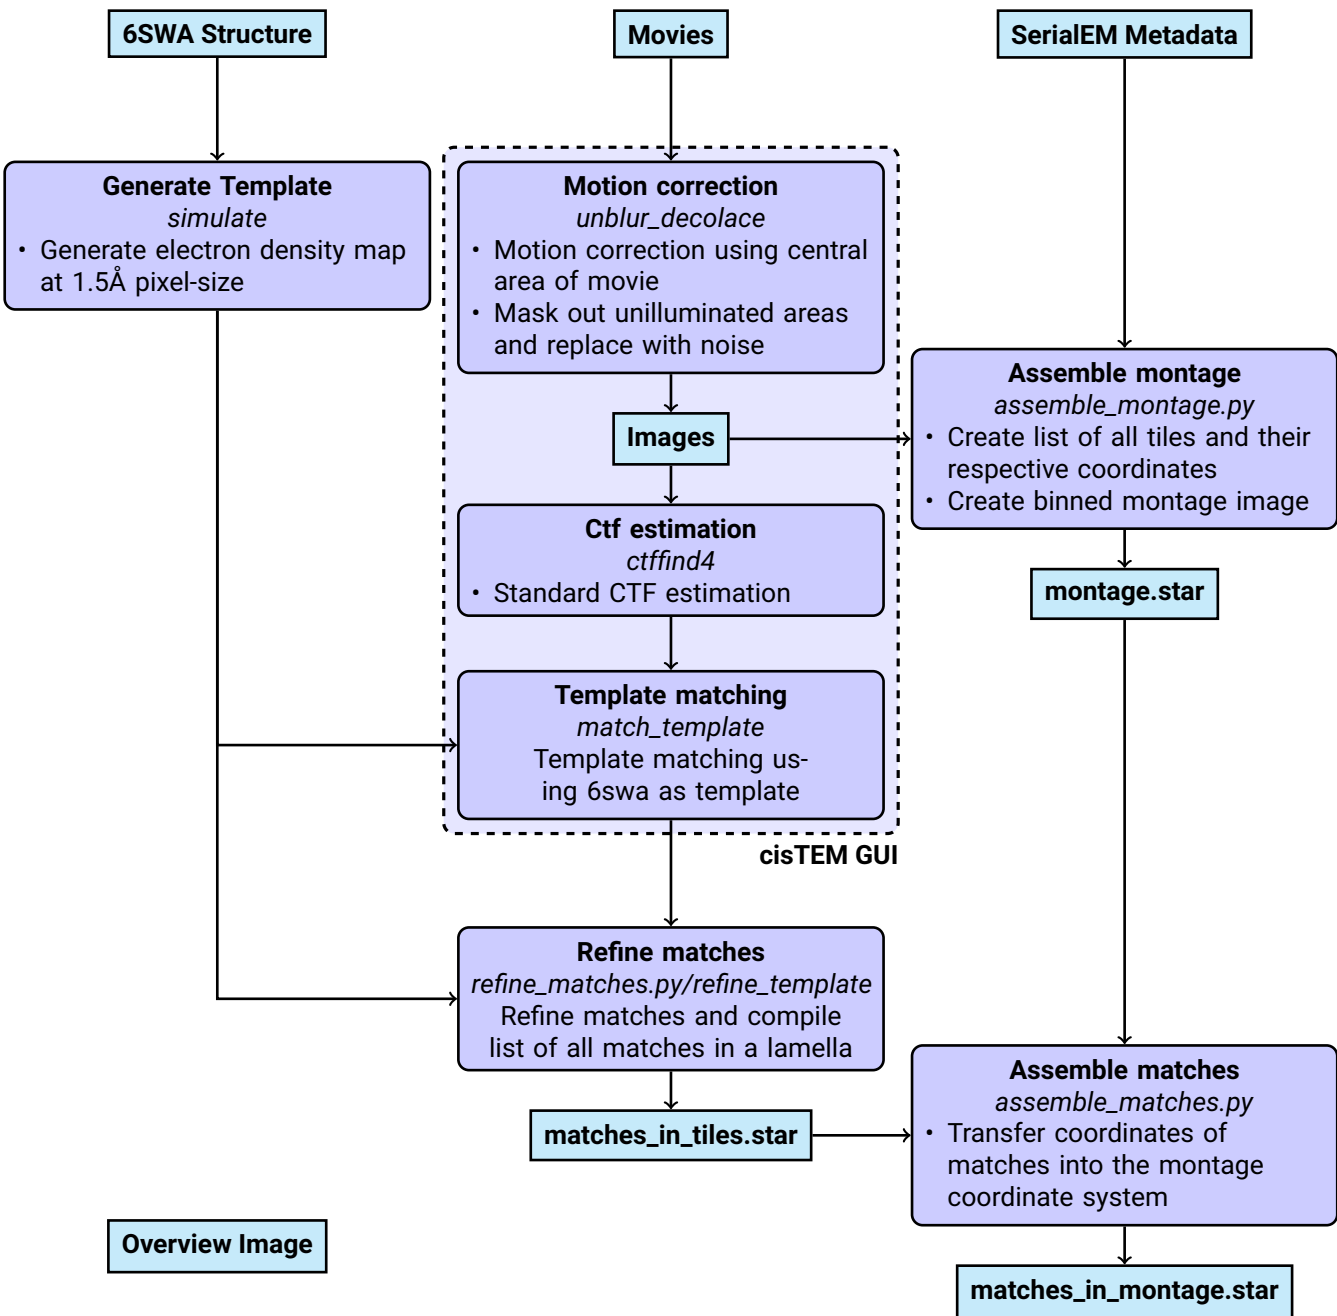 6SWA Structure
Movies
SerialEM Metadata
Generate Template
simulate
• Generate electron density map
at 1.5Å pixel-size
Motion correction
unblur_decolace
• Motion correction using central
area of movie
• Mask out unilluminated areas
and replace with noise
Images
Assemble montage
assemble_montage.py
• Create list of all tiles and their
respective coordinates
• Create binned montage image
Ctf estimation
ctffind4
• Standard CTF estimation
montage.star
Template matching
match_template
Template matching us-
ing 6swa as template
cisTEM GUI
Refine matches
refine_matches.py/refine_template
Refine matches and compile
list of all matches in a lamella
matches_in_tiles.star
Assemble matches
assemble_matches.py
• Transfer coordinates of
matches into the montage
coordinate system
Overview Image
matches_in_montage.star